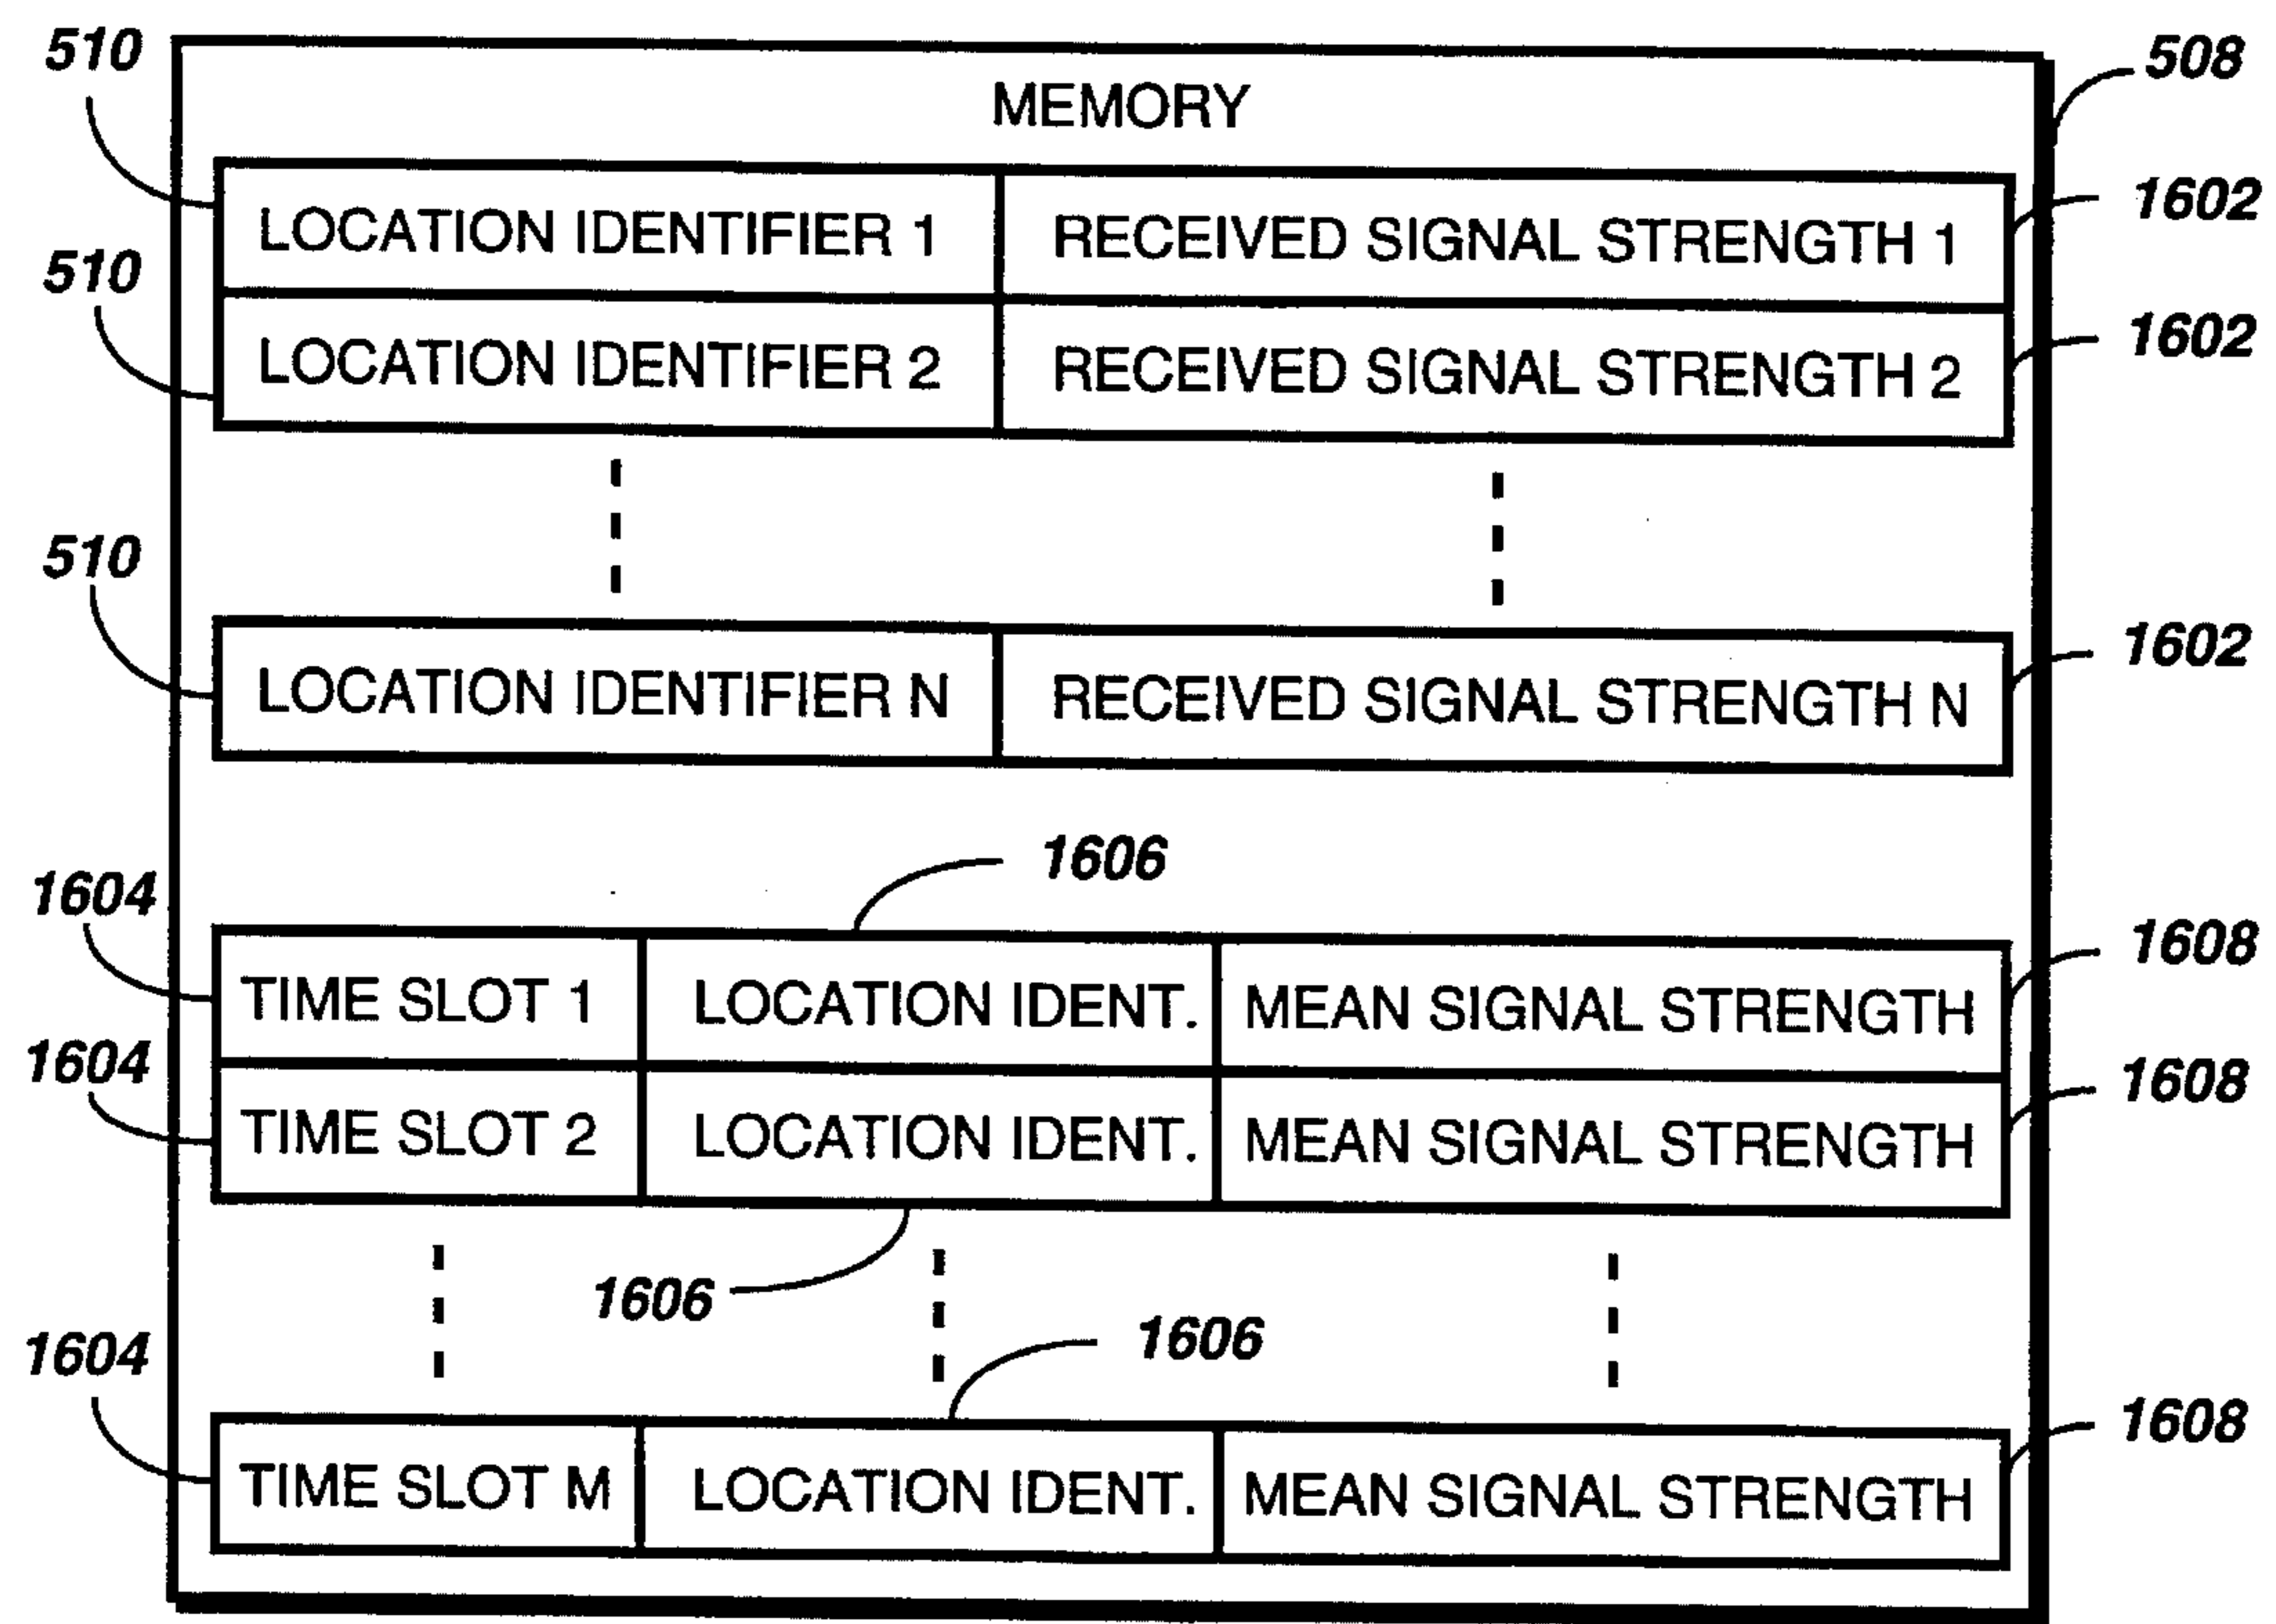 510
508
MEMORY
LOCATION IDENTIFIER 1 RECEIVED SIGNAL STRENGTH 1
1602
510
LOCATION IDENTIFIER 2 RECEIVED SIGNAL STRENGTH 2
1602
510
LOCATION IDENTIFIER N RECEIVED SIGNAL STRENGTH N
1602
1606
1604
TIME SLOT 1 LOCATION IDENT. MEAN SIGNAL STRENGTH
1608
1604
TIME SLOT 2 LOCATION IDENT. MEAN SIGNAL STRENGTH
1608
1606
1606
1604
TIME SLOT M LOCATION IDENT. MEAN SIGNAL STRENGTH
1608